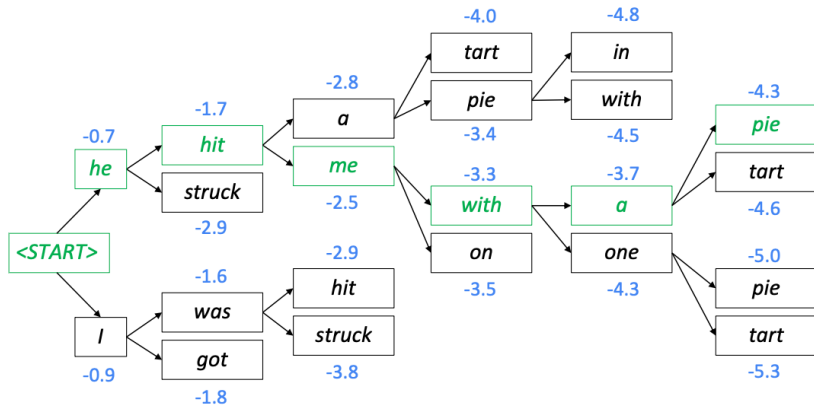 -4.0
-4.8
tart
in
-2.8
-1.7
a
pie
with
-4.3
-0.7
hit
-3.4
-4.5
pie
he
me
-3.3
-3.7
struck
tart
-2.5
with
a
-2.9
-4.6
<START>
-2.9
on
one
-5.0
-1.6
hit
-3.5
-4.3
pie
I
was
struck
tart
got
-0.9
-3.8
-5.3
-1.8